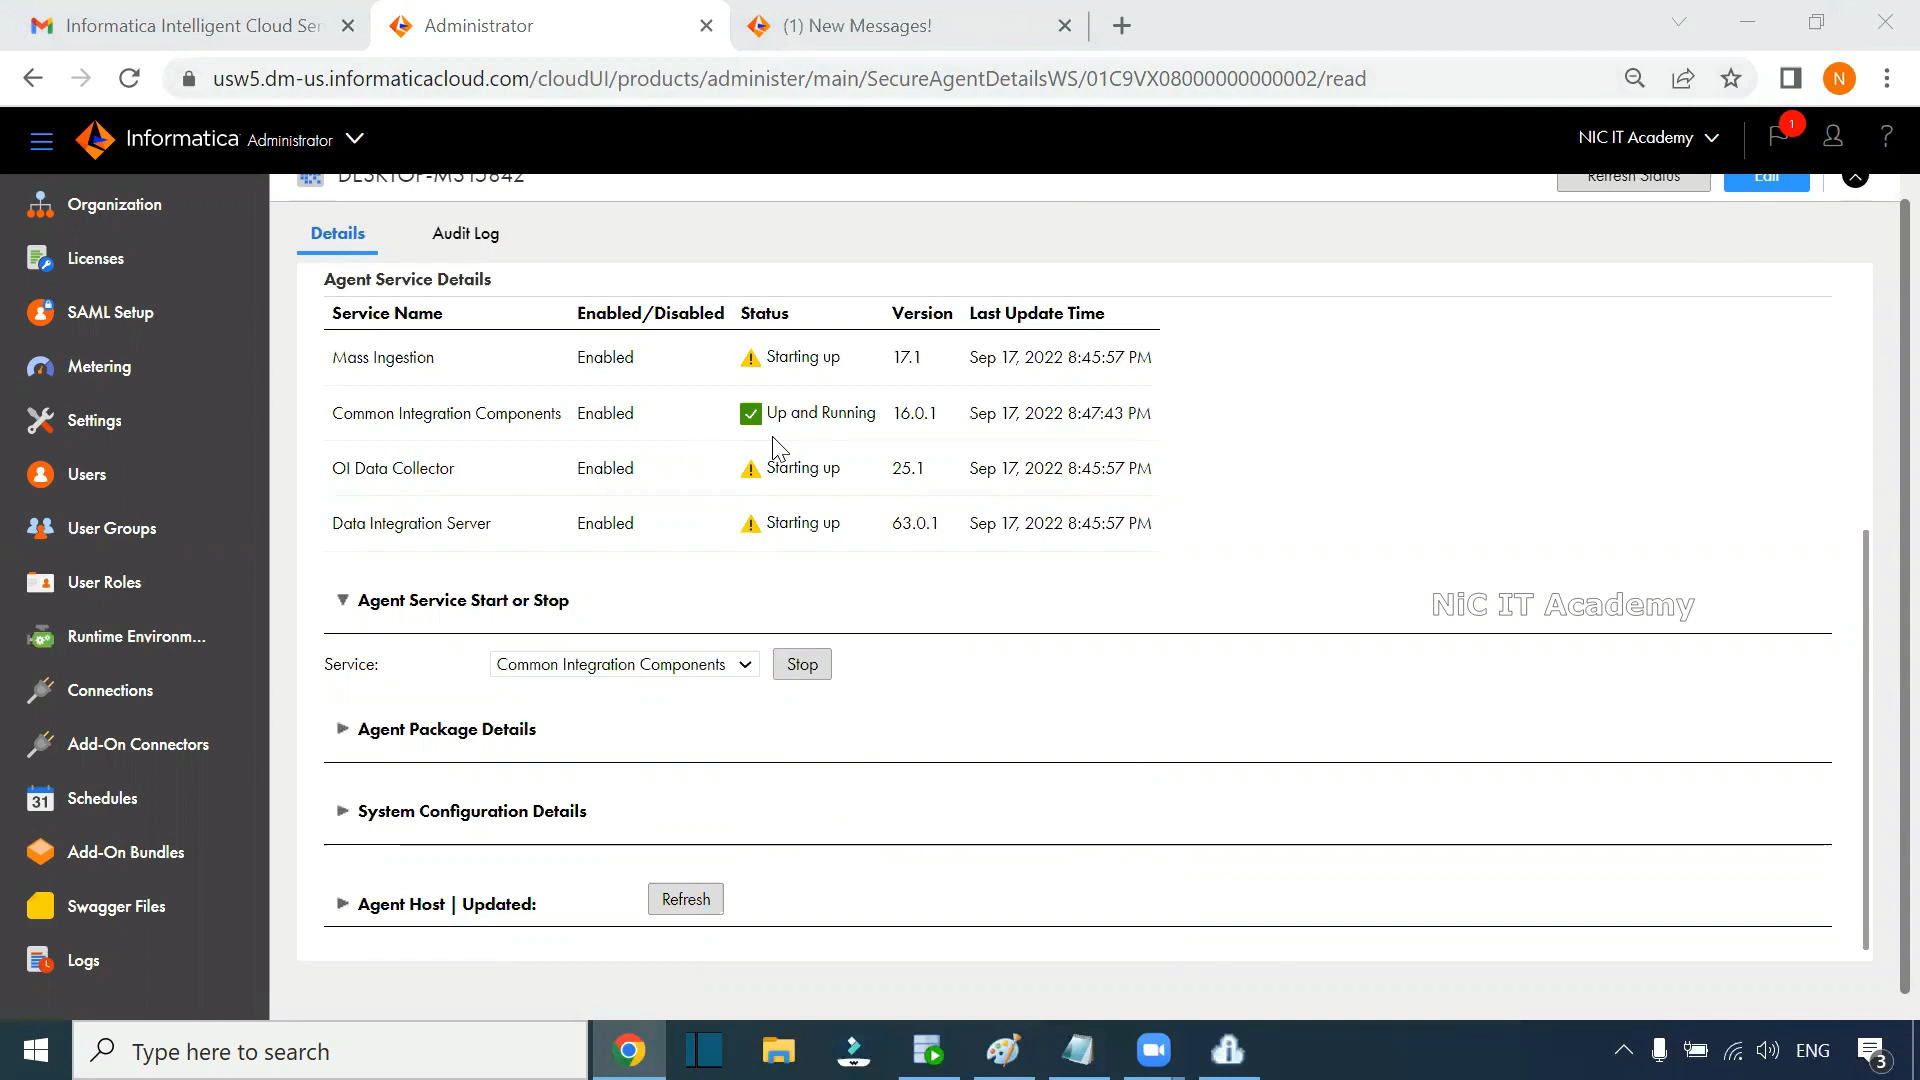 Informatica Intelligent Cloud Ser
Administrator
(1) New Messages!
usw5.dm-us.informaticacloud.com/cloudUI/products/administer/main/SecureAgentDetailsWS/01C9VX08000000000002/read
N
Informatica Administrator
NIC IT Academy
1
?
Organization
Licenses
SAML Setup
Metering
Settings
Users
User Groups
User Roles
Runtime Environm...
Connections
Add-On Connectors
31 Schedules
Add-On Bundles
Swagger Files
Logs
Refresh Status
Edit
Details
Audit Log
Agent Service Details
Service Name Enabled/Disabled Status Version Last Update Time
Mass Ingestion Enabled Starting up 17.1 Sep 17, 2022 8:45:57 PM
Common Integration Components Enabled Up and Running 16.0.1 Sep 17, 2022 8:47:43 PM
OI Data Collector Enabled Starting up 25.1 Sep 17, 2022 8:45:57 PM
Data Integration Server Enabled Starting up 63.0.1 Sep 17, 2022 8:45:57 PM
Agent Service Start or Stop
NiC IT Academy
Service: Common Integration Components Stop
Agent Package Details
System Configuration Details
Agent Host | Updated: Refresh
Type here to search
ENG
3